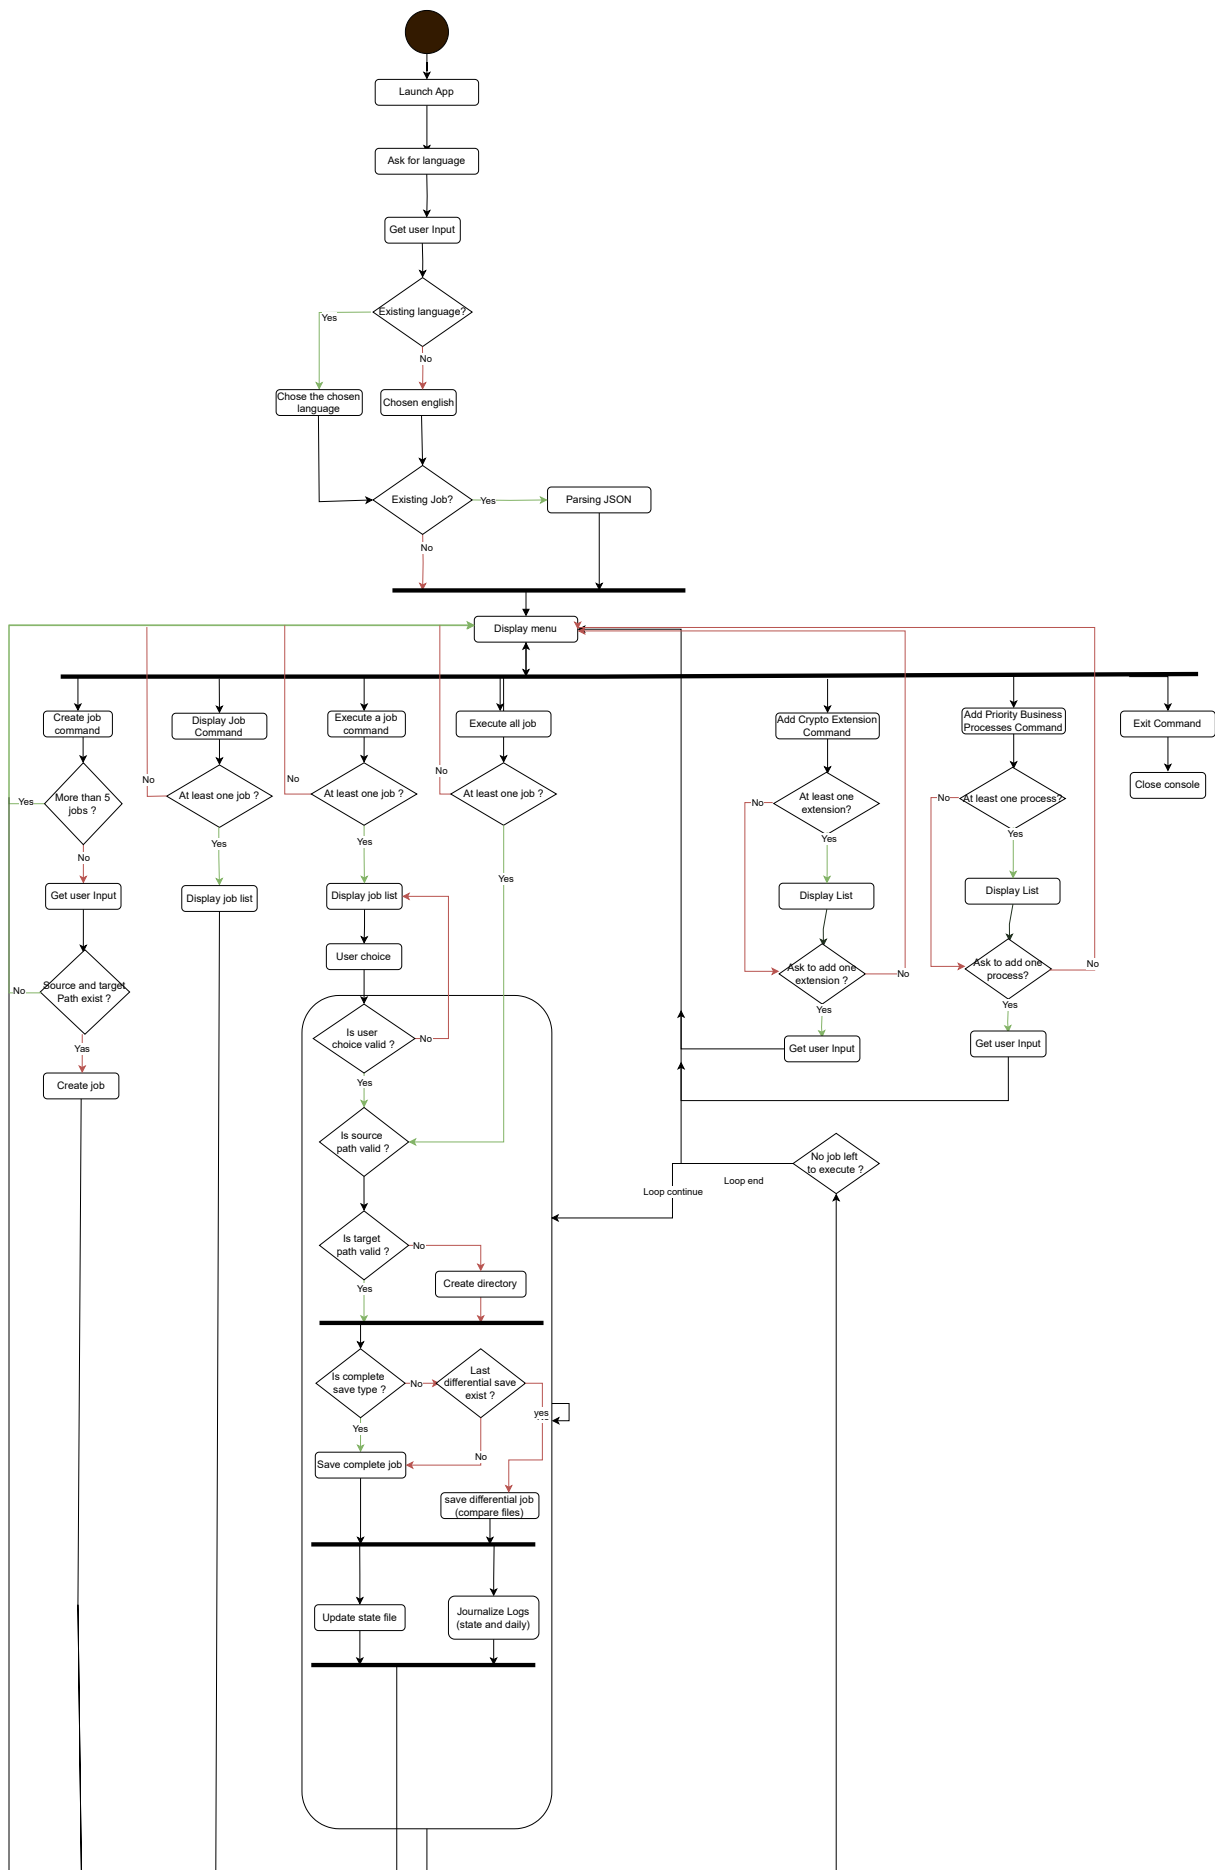 Launch App
Ask for language
Get user Input
Existing language?
Yes
No
Chose the chosen
language
Chosen english
Existing Job?
Yes
Parsing JSON
No
Display menu
Create job
command
Display Job
Command
Execute a job
command
Execute all job
Add Crypto Extension
Command
Add Priority Business
Processes Command
Exit Command
No
No
No
Close console
More than 5
jobs ?
Yes
At least one job ?
At least one job ?
At least one job ?
No
At least one
extension?
No
At least one process?
No
Yes
Yes
Yes
Yes
Yes
Get user Input
Display job list
Display job list
Display List
Display List
User choice
Source and target
Path exist ?
No
Ask to add one
extension ?
No
Ask to add one
process?
No
Yas
Yes
Yes
Is user
choice valid ?
No
Get user Input
Get user Input
Create job
Yes
Is source
path valid ?
No job left
to execute ?
Loop continue
Loop end
Is target
path valid ?
No
Create directory
Yes
Is complete
save type ?
No
Last
differential save
exist ?
yes
Yes
No
Save complete job
save differential job
(compare files)
Update state file
Journalize Logs
(state and daily)